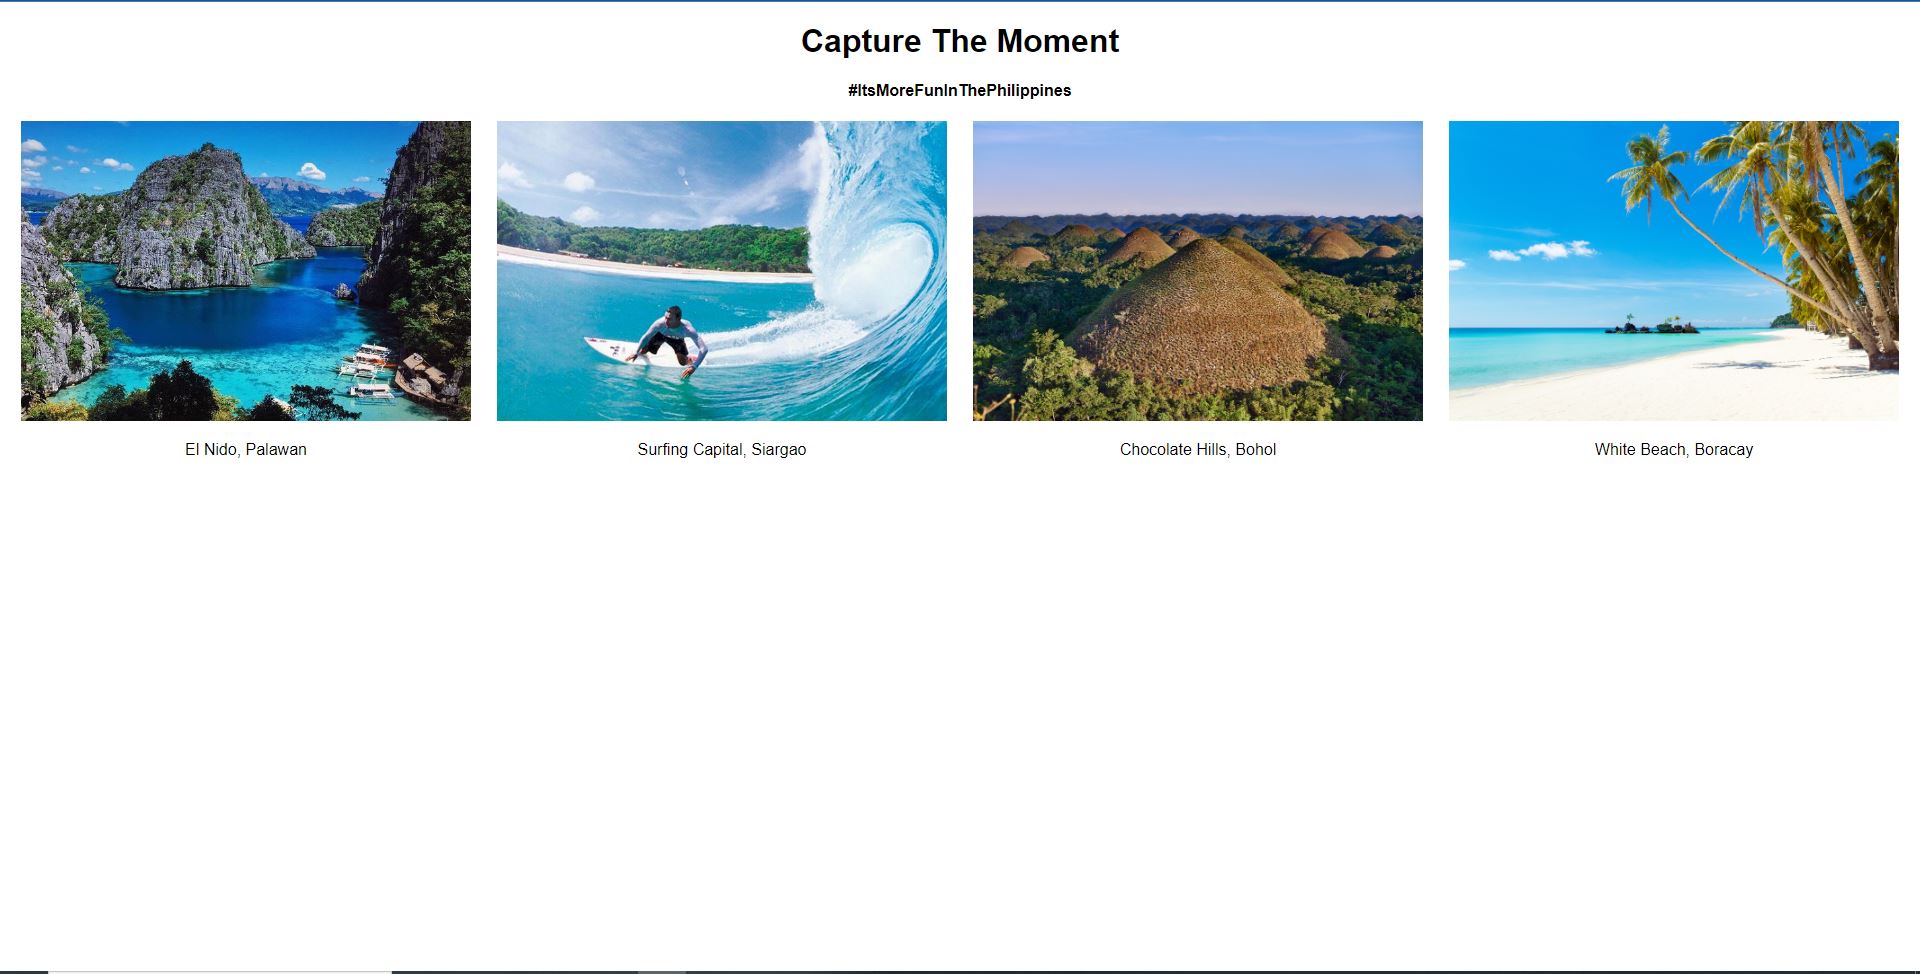 Capture The Moment
#ItsMoreFunInThePhilippines
El Nido, Palawan
Surfing Capital, Siargao
Chocolate Hills, Bohol
White Beach, Boracay